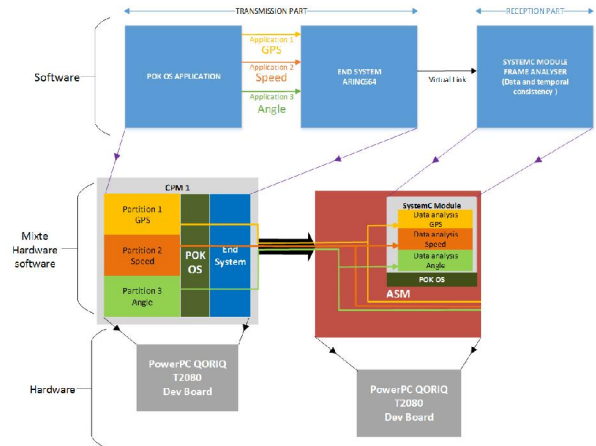 TRANSMISSION PART
RECEPTION PART
Software
POK OS APPLICATION
Application 1
GPS
Application 2
Speed
Application 3
Angle
END SYSTEM
ARINC664
Virtual Link
SYSTEMC MODULE
FRAME ANALYSER
(Data and temporal
consistency )
Mixte
Hardware
software
CPM 1
Partition 1
GPS
Partition 2
Speed
Partition 3
Angle
POK
OS
End
System
SystemC Module
Data analysis
GPS
Data analysis
Speed
Data analysis
Angle
POK OS
ASM
Hardware
PowerPC QORIQ
T2080
Dev Board
PowerPC QORIQ
T2080
Dev Board